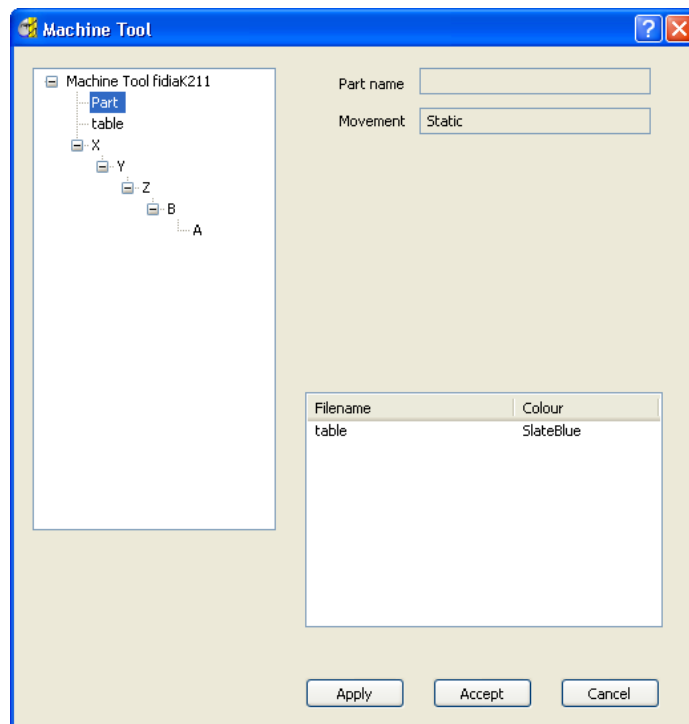 Machine Tool
Machine Tool fidiaK211
Part
table
X
Y
Z
B
A
Part name
Movement Static
Filename Colour
table SlateBlue
Apply Accept Cancel